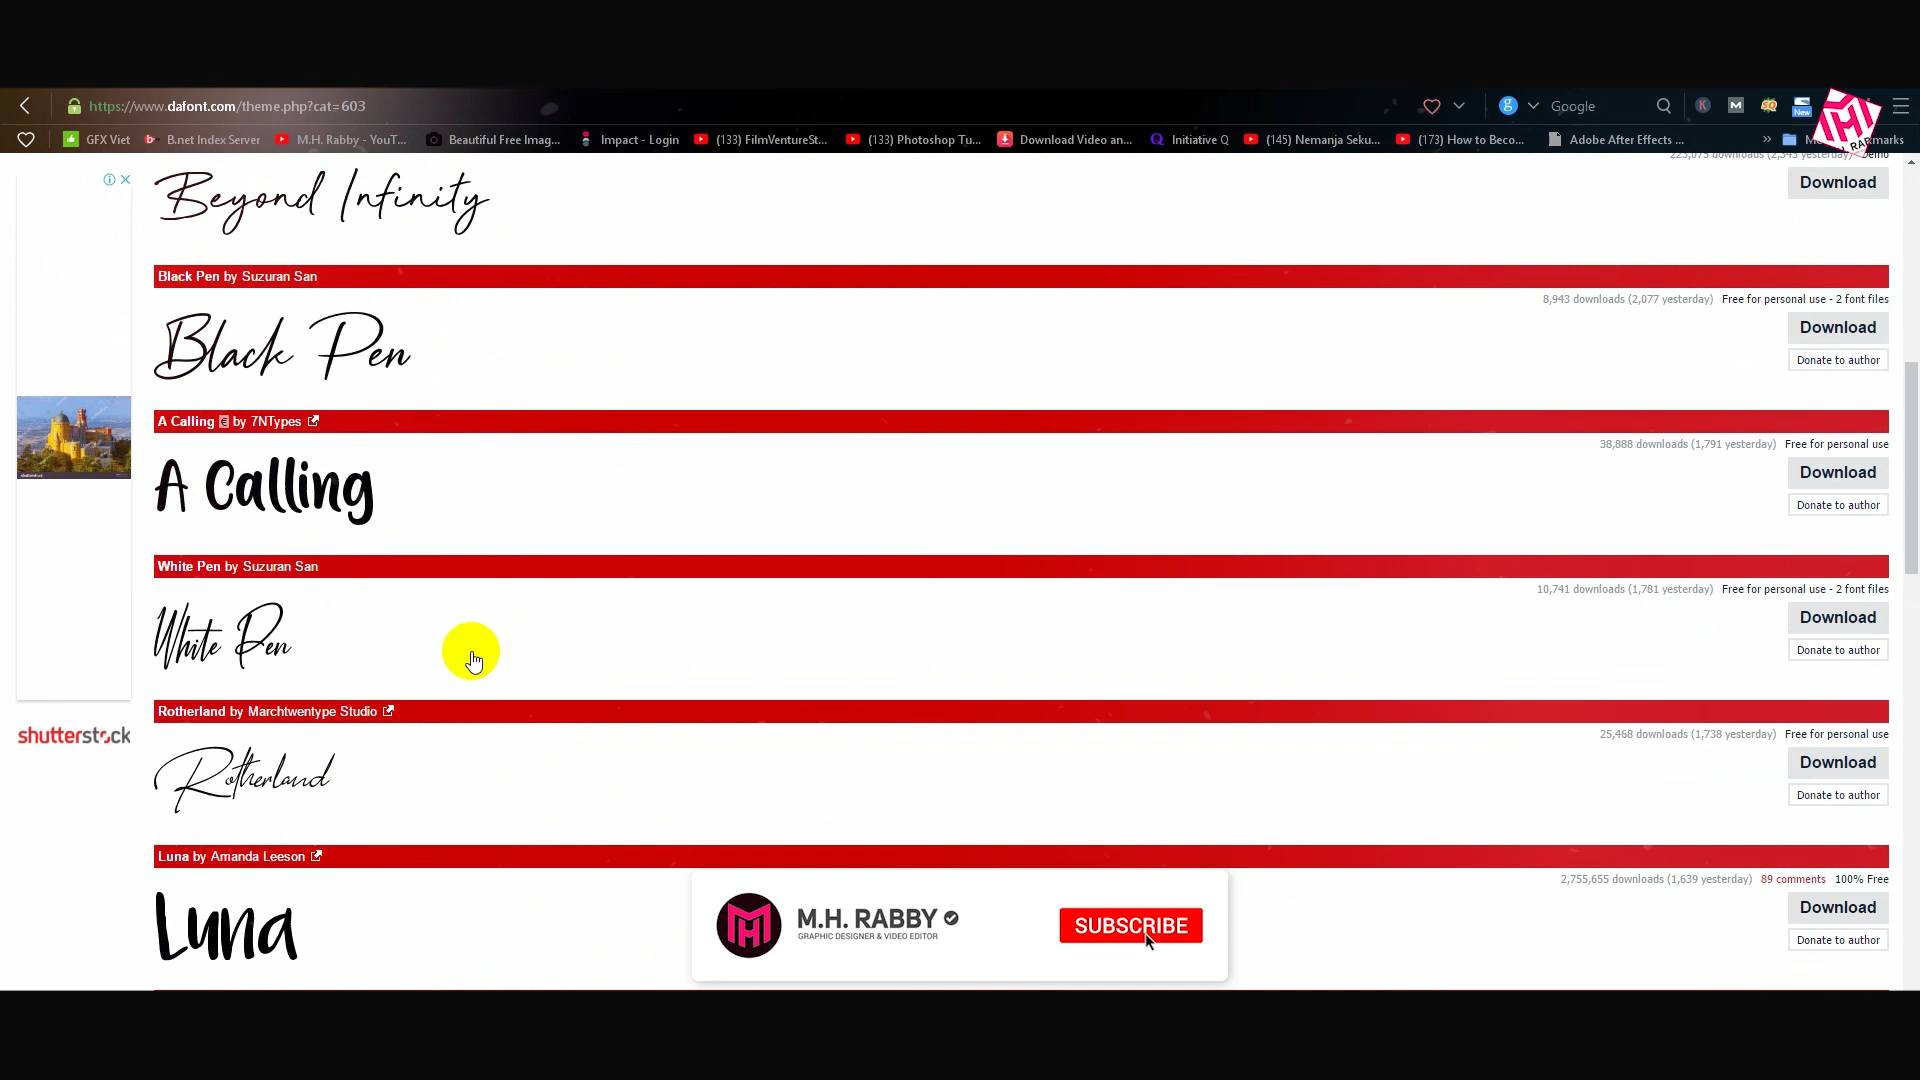 https://www.dafont.com/theme.php?cat=603
Google
GFX Viet
B.net Index Server
M.H. Rabby - YouT...
Beautiful Free Imag...
Impact - Login
(133) FilmVentureSt...
(133) Photoshop Tu...
Download Video an...
Initiative Q
(145) Nemanja Seku...
(173) How to Beco...
Adobe After Effects ...
Beyond Infinity
Download
Black Pen by Suzuran San
8,943 downloads (2,077 yesterday) Free for personal use - 2 font files
Black Pen
Download
Donate to author
A Calling € by 7NTypes
38,888 downloads (1,791 yesterday) Free for personal use
A Calling
Download
Donate to author
White Pen by Suzuran San
10,741 downloads (1,781 yesterday) Free for personal use - 2 font files
White Pen
Download
Donate to author
Rotherland by Marchtwentype Studio
25,468 downloads (1,738 yesterday) Free for personal use
shutterstock
Rotherland
Download
Donate to author
Luna by Amanda Leeson
2,755,655 downloads (1,639 yesterday) 89 comments 100% Free
Luna
Download
Donate to author
M.H. RABBY
GRAPHIC DESIGNER & VIDEO EDITOR
SUBSCRIBE